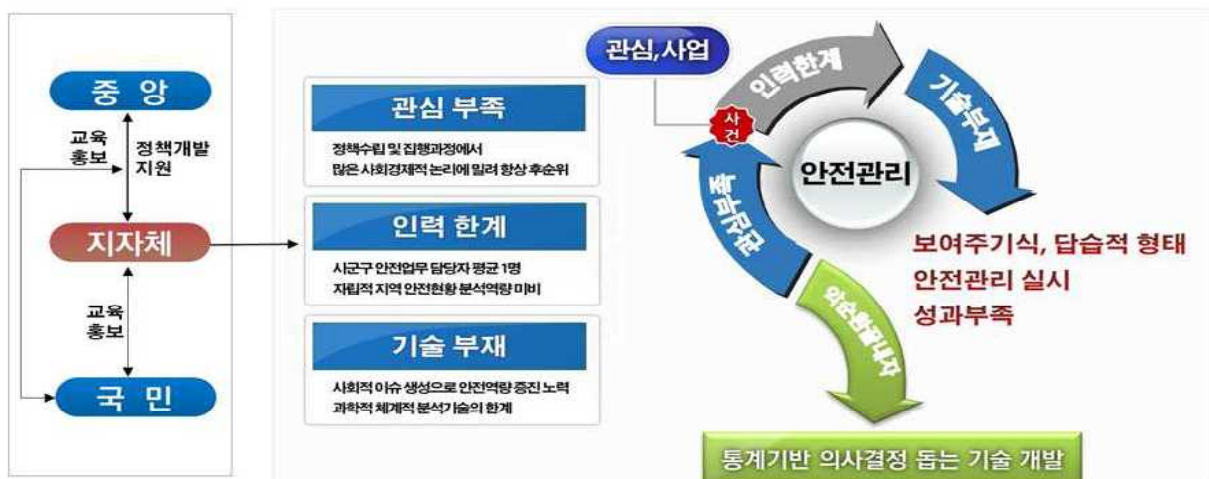 중 앙
교육
홍보
정책개발
지원
지자체
교육
홍보
국 민
관심 부족
정책수립 및 집행과정에서
많은 사회경제적 논리에 밀려 항상 후순위
인력 한계
시군구 안전업무 담당자 평균 1명
자립적 지역 안전현황 분석역량 미비
기술 부재
사회적 이슈 생성으로 안전역량 증진 노력
과학적 체계적 분석기술의 한계
관심,사업
사건
인력한계
기술부재
안전관리
관심부족
악순환끝내자
보여주기식, 답습적 형태
안전관리 실시
성과부족
통계기반 의사결정 돕는 기술 개발